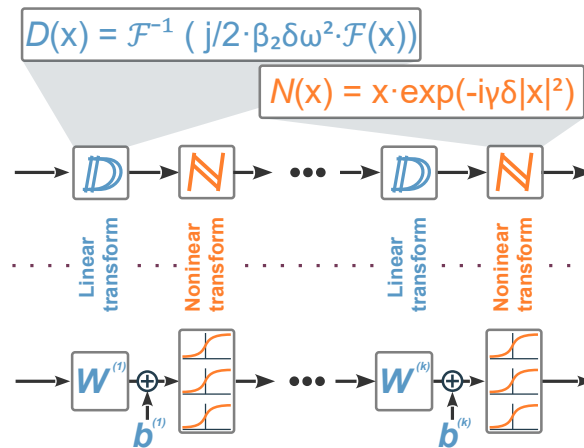 D(x) = ℱ⁻¹ ( j/2·β₂δω²·ℱ(x))
N(x) = x·exp(-iγδ|x|²)
D N ••• D N
Linear transform
Noninear transform
Linear transform
Noninear transform
W⁽¹⁾ + ••• W⁽ᵏ⁾ +
b⁽¹⁾ b⁽ᵏ⁾